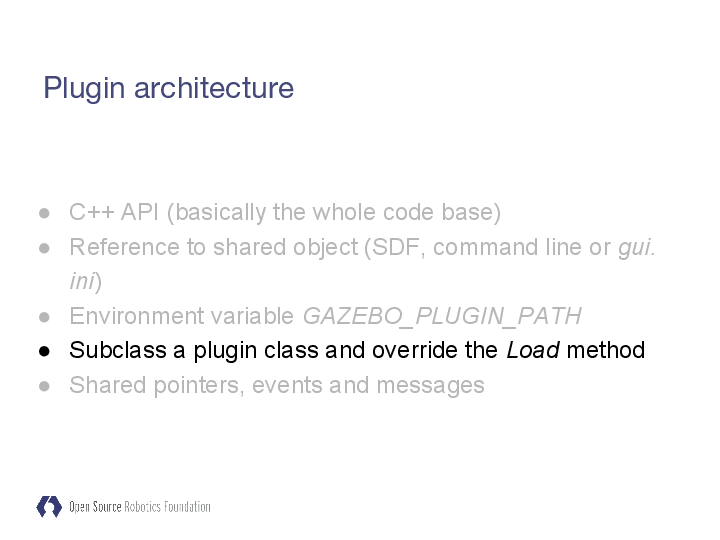 Plugin architecture
● C++ API (basically the whole code base)
● Reference to shared object (SDF, command line or gui.
ini)
● Environment variable GAZEBO_PLUGIN_PATH
● Subclass a plugin class and override the Load method
● Shared pointers, events and messages
Open Source Robotics Foundation